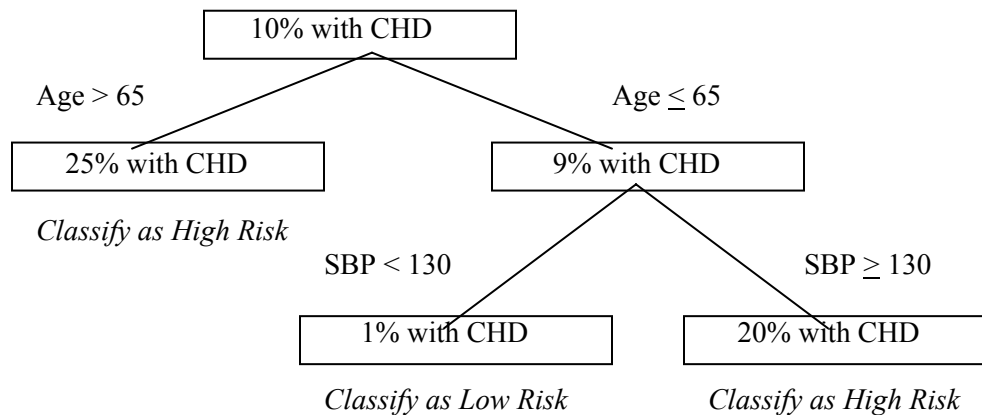 10% with CHD
Age > 65
Age ≤ 65
25% with CHD
9% with CHD
Classify as High Risk
SBP < 130
SBP ≥ 130
1% with CHD
20% with CHD
Classify as Low Risk
Classify as High Risk